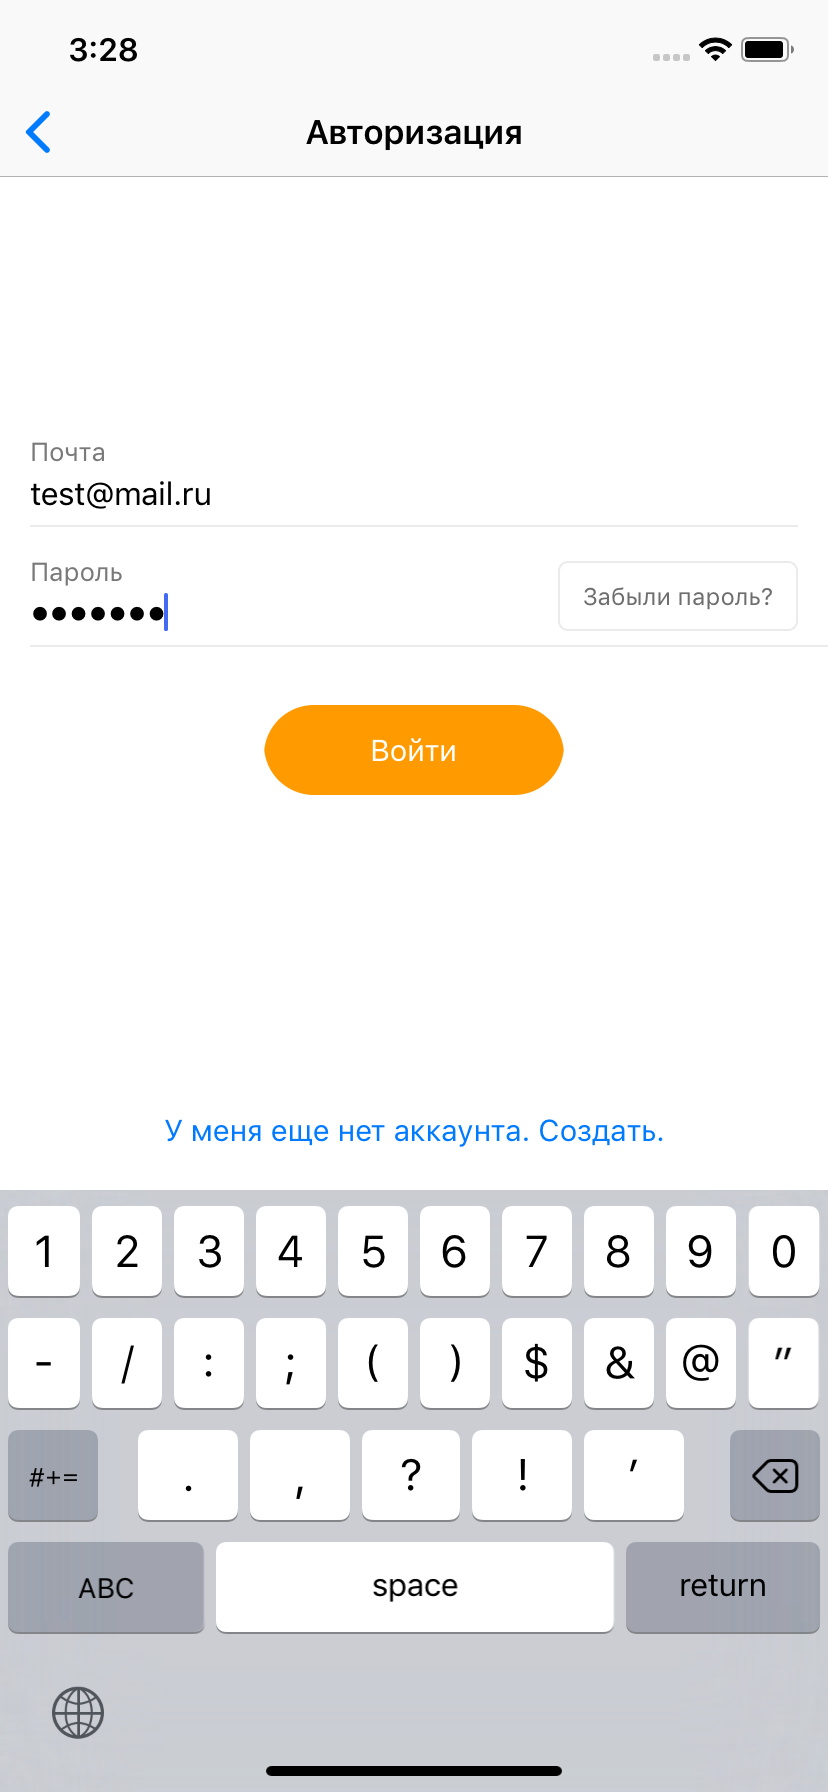 3:28
Авторизация
Почта
test@mail.ru
Пароль
•••••••
Забыли пароль?
Войти
У меня еще нет аккаунта. Создать.
1 2 3 4 5 6 7 8 9 0
- / : ; ( ) $ & @ "
#+= . , ? ! '
ABC space return